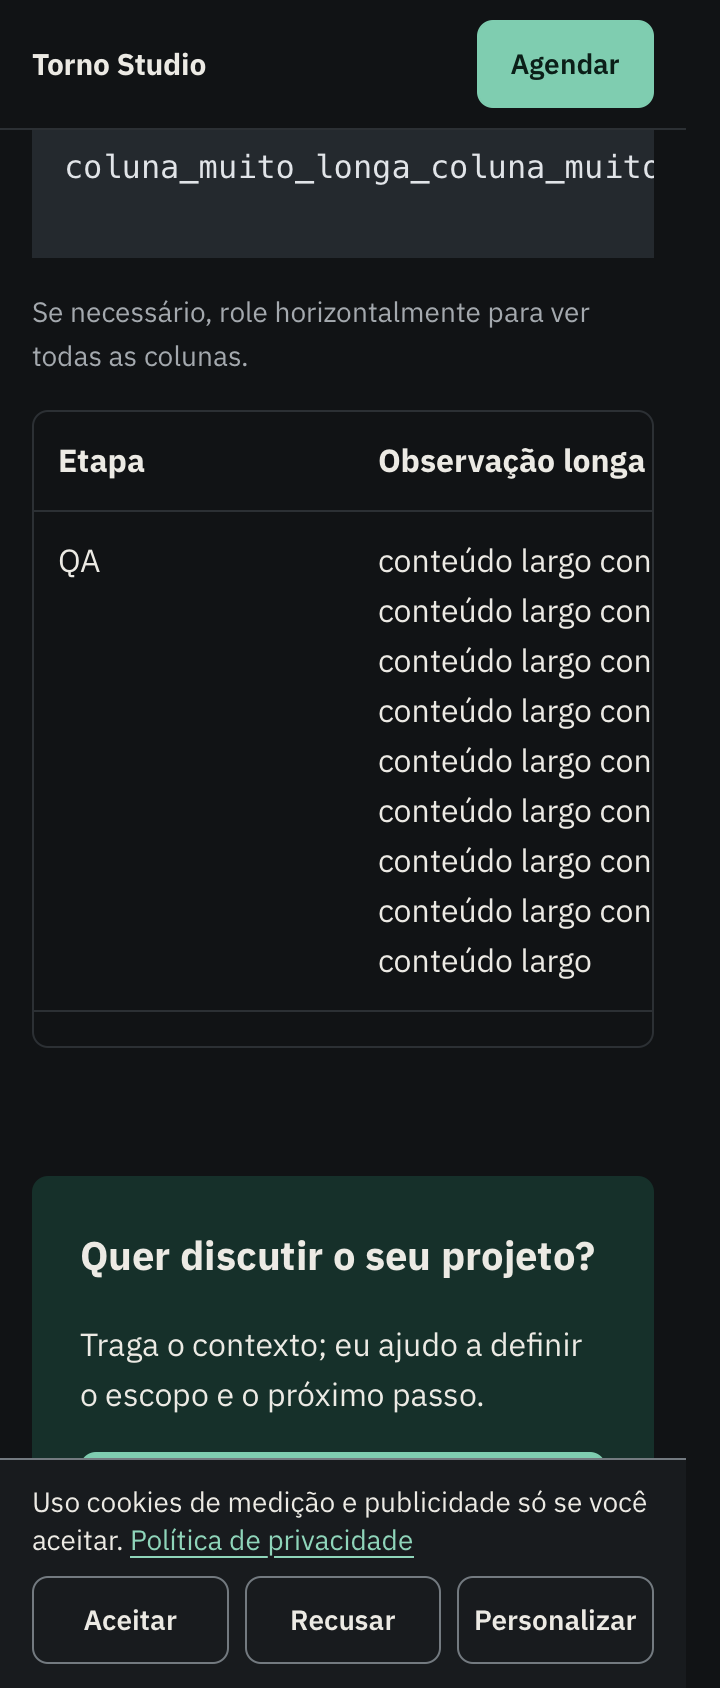 Torno Studio
Agendar
coluna_muito_longa_coluna_muito
Se necessário, role horizontalmente para ver
todas as colunas.
Etapa Observação longa
QA conteúdo largo con
conteúdo largo con
conteúdo largo con
conteúdo largo con
conteúdo largo con
conteúdo largo con
conteúdo largo con
conteúdo largo con
conteúdo largo
Quer discutir o seu projeto?
Traga o contexto; eu ajudo a definir
o escopo e o próximo passo.
Uso cookies de medição e publicidade só se você
aceitar. Política de privacidade
Aceitar Recusar Personalizar